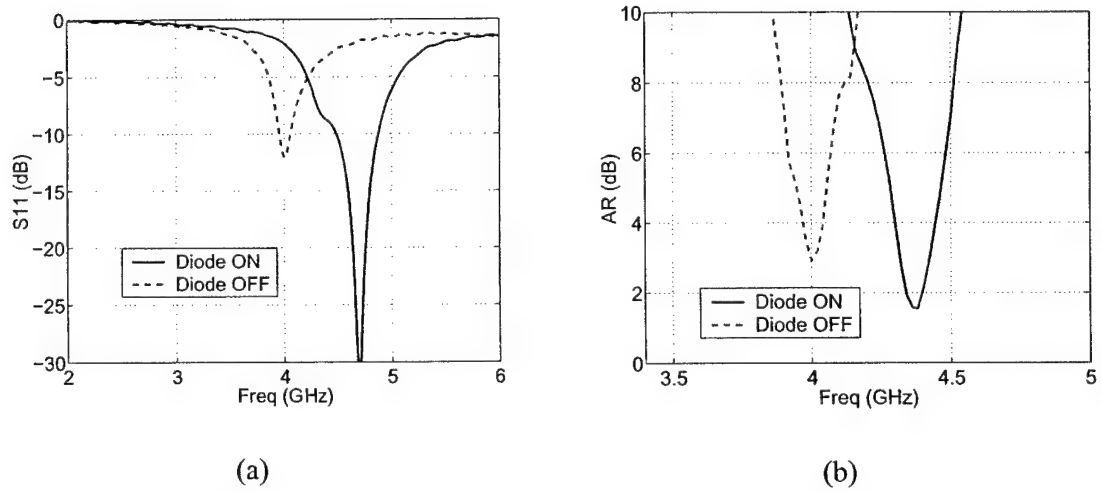 0
−5
−10
−15
−20
−25
−30
S11 (dB)
Diode ON
Diode OFF
2
3
4
5
6
Freq (GHz)
(a)
10
8
6
4
2
0
AR (dB)
Diode ON
Diode OFF
3.5
4
4.5
5
Freq (GHz)
(b)